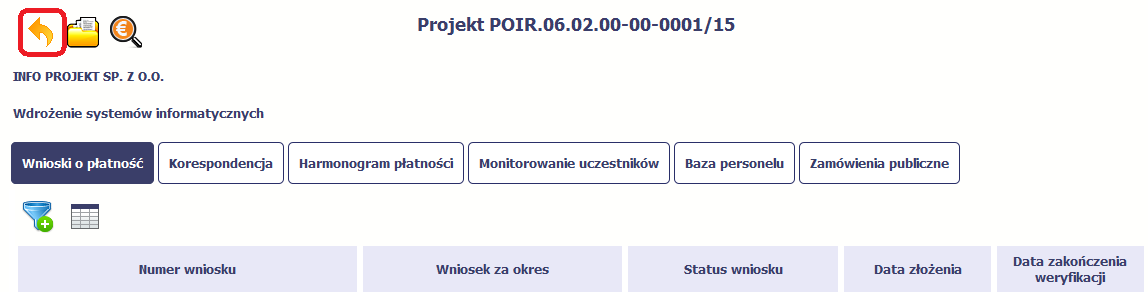 Projekt POIR.06.02.00-00-0001/15
INFO PROJEKT SP. Z O.O.
Wdrożenie systemów informatycznych
Wnioski o płatność Korespondencja Harmonogram płatności Monitorowanie uczestników Baza personelu Zamówienia publiczne
Numer wniosku Wniosek za okres Status wniosku Data złożenia Data zakończenia
weryfikacji